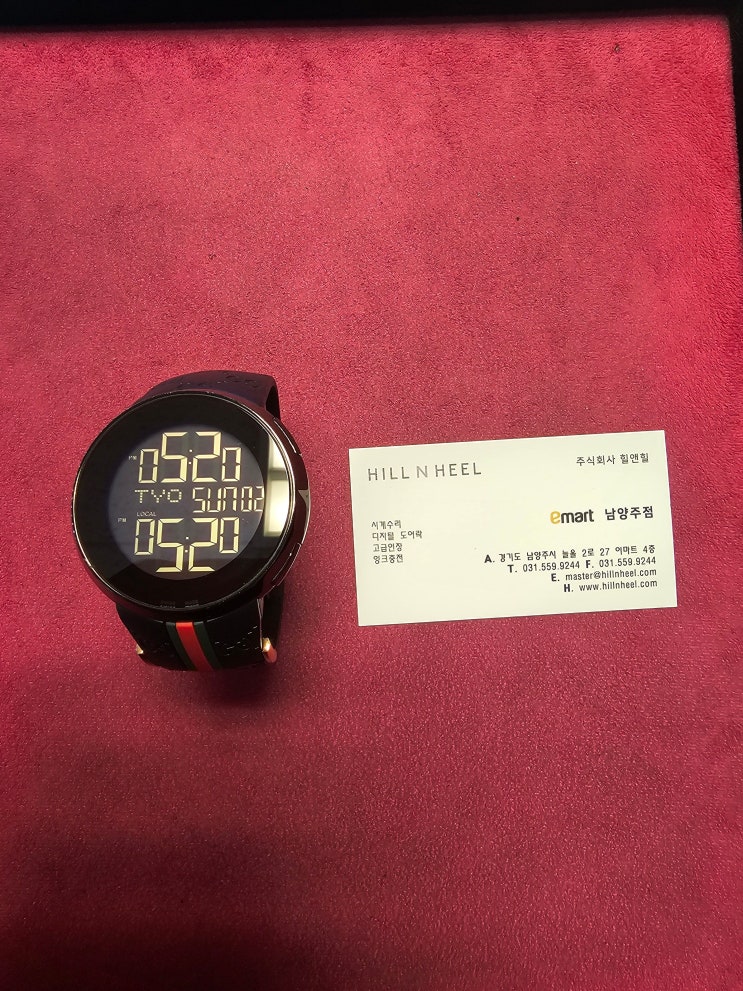 PM 05:20
TYO SUN02
LOCAL
PM 05:20
HILL N HEEL
주식회사 힐앤힐
emart 남양주점
시계수리
디지털 도어락
고급인장
잉크충전
A. 경기도 남양주시 늘을 2로 27 이마트 4층
T. 031.559.9244 F. 031.559.9244
E. master@hillnheel.com
H. www.hillnheel.com